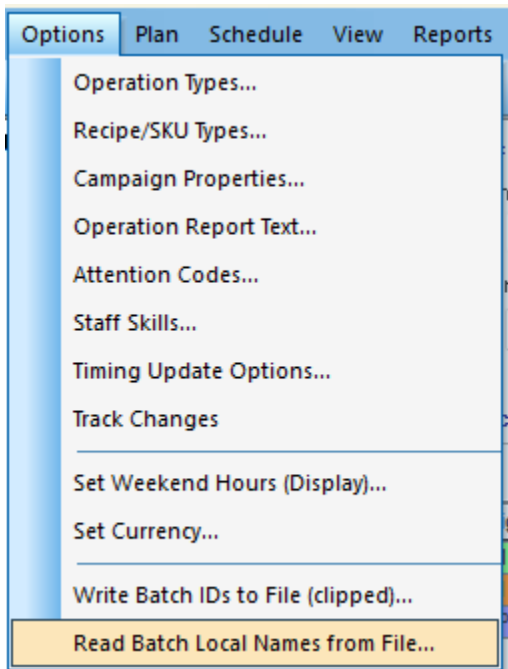 Options Plan Schedule View Reports
Operation Types...
Recipe/SKU Types...
Campaign Properties...
Operation Report Text...
Attention Codes...
Staff Skills...
Timing Update Options...
Track Changes
Set Weekend Hours (Display)...
Set Currency...
Write Batch IDs to File (clipped)...
Read Batch Local Names from File...